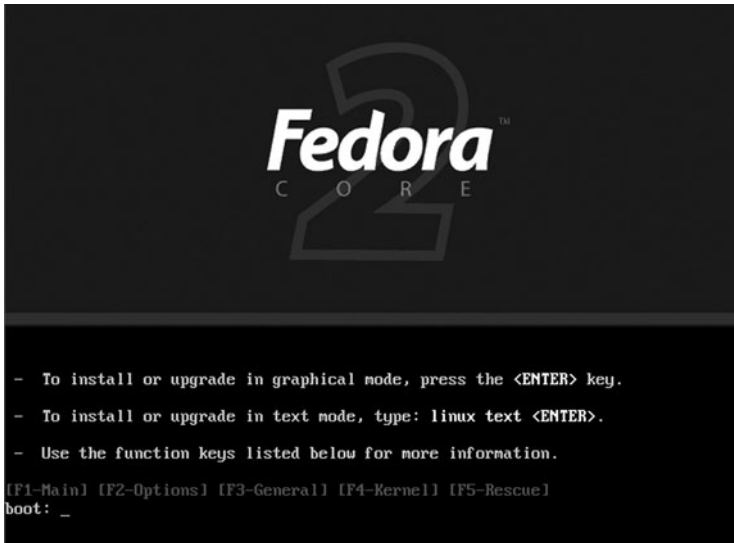 2
Fedora™
CORE
- To install or upgrade in graphical mode, press the <ENTER> key.
- To install or upgrade in text mode, type: linux text <ENTER>.
- Use the function keys listed below for more information.
[F1-Main] [F2-Options] [F3-General] [F4-Kernel] [F5-Rescue]
boot: _